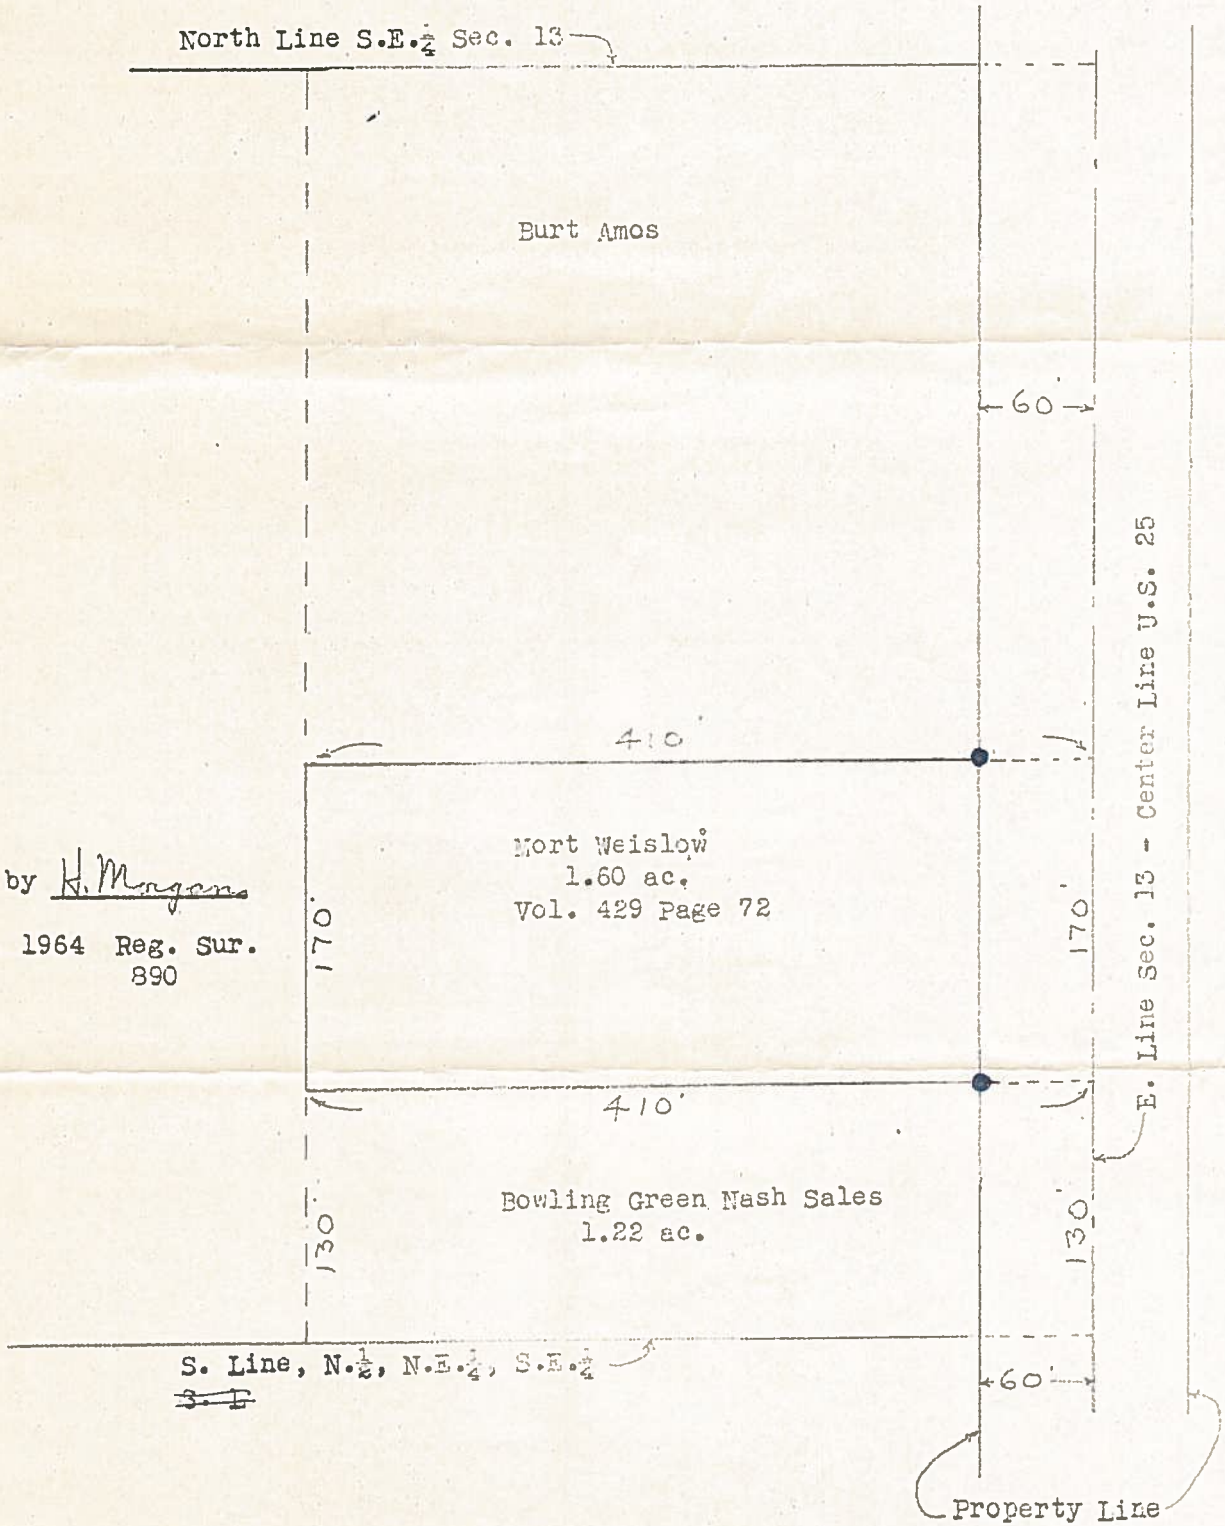 North Line S.E.¼ Sec. 13
Burt Amos
60'
E. Line Sec. 13 - Center Line U.S. 25
410'
Mort Weislow
1.60 ac.
Vol. 429 Page 72
by H. Morgan
1964 Reg. Sur.
890
170'
170'
410'
Bowling Green Nash Sales
1.22 ac.
130'
130'
S. Line, N.½, N.E.¼, S.E.¼
S. L
60'
Property Line